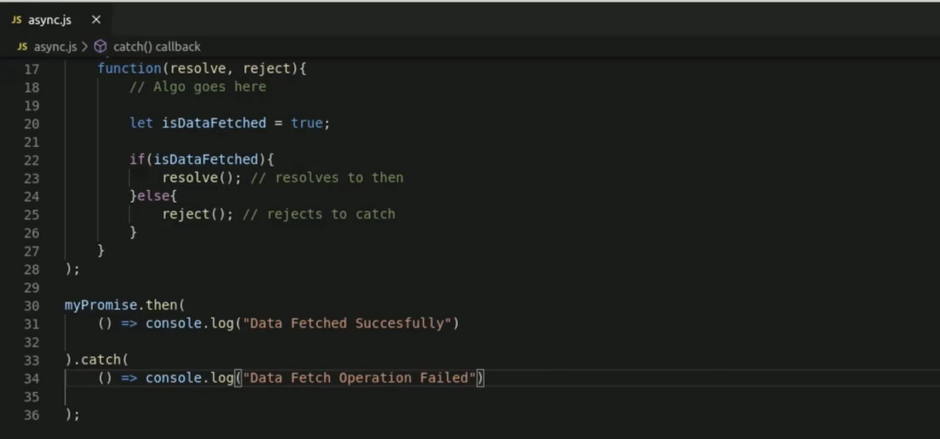 JS async.js ×
JS async.js > catch() callback
17 function(resolve, reject){
18 // Algo goes here
19
20 let isDataFetched = true;
21
22 if(isDataFetched){
23 resolve(); // resolves to then
24 }else{
25 reject(); // rejects to catch
26 }
27 }
28 );
29
30 myPromise.then(
31 () => console.log("Data Fetched Succesfully")
32
33 ).catch(
34 () => console.log("Data Fetch Operation Failed")
35
36 );